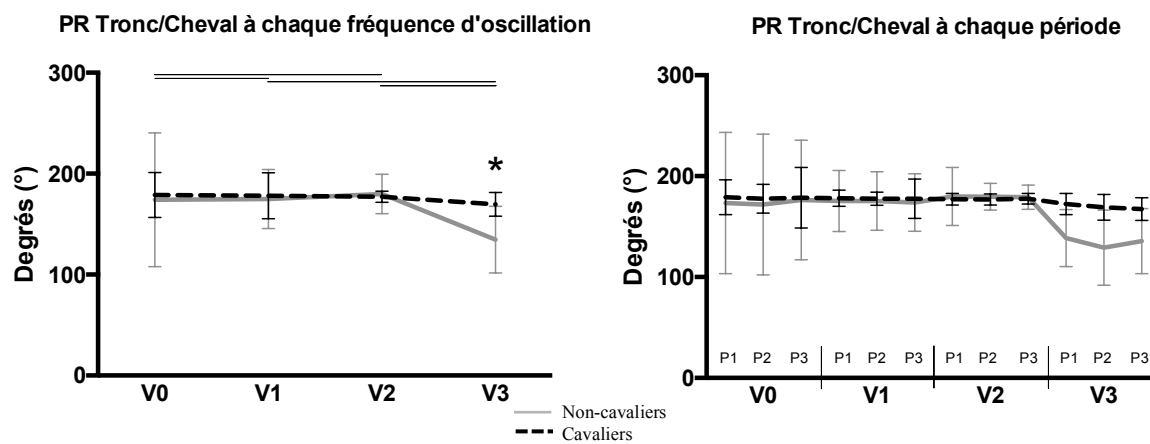 PR Tronc/Cheval à chaque fréquence d'oscillation
300
200
100
0
Degrés (°)
*
V0 V1 V2 V3
PR Tronc/Cheval à chaque période
300
200
100
0
Degrés (°)
P1 P2 P3 P1 P2 P3 P1 P2 P3 P1 P2 P3
V0 V1 V2 V3
Non-cavaliers
Cavaliers